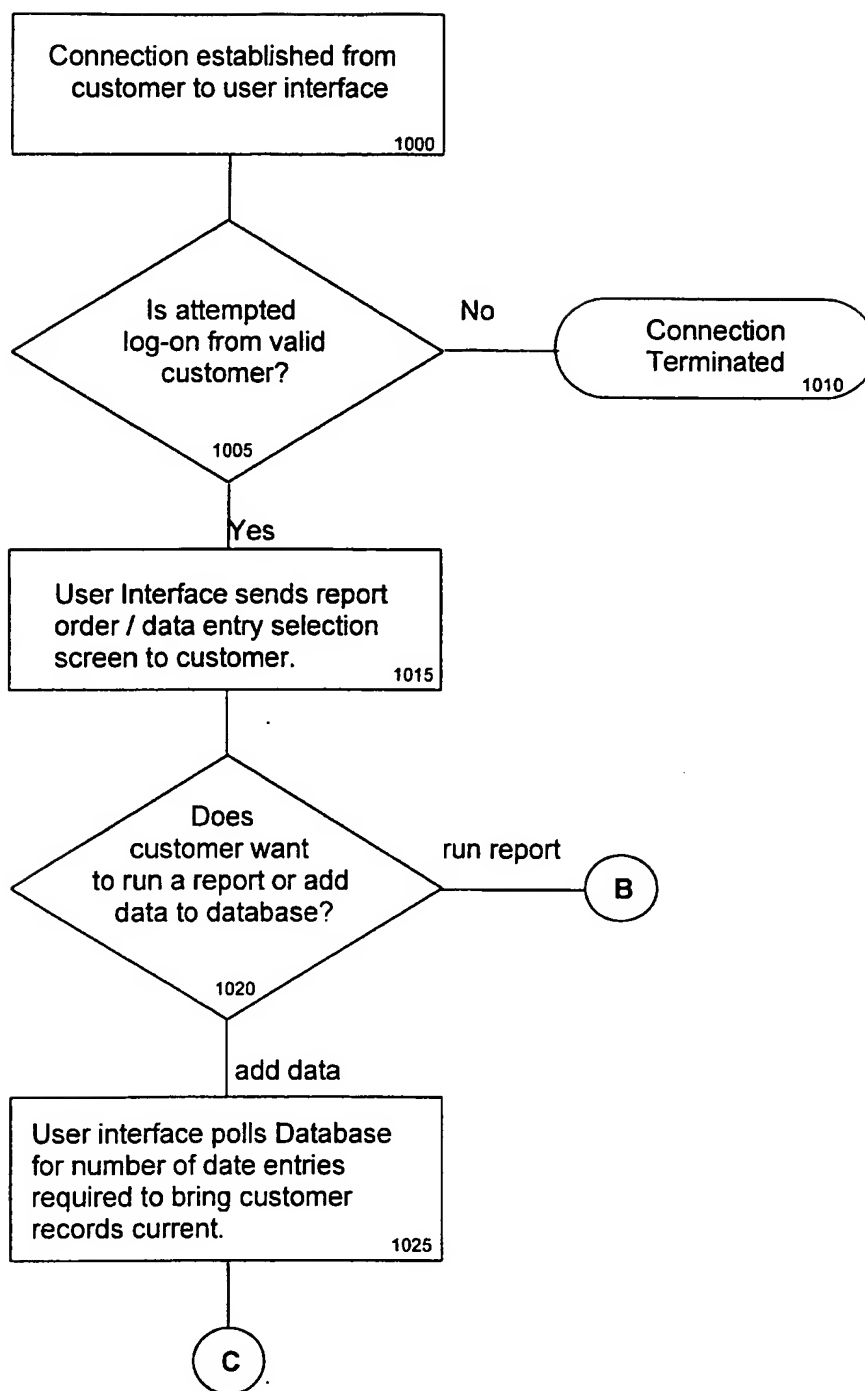 Connection established from
customer to user interface
1000
Is attempted
log-on from valid
customer?
1005
No
Connection
Terminated
1010
Yes
User Interface sends report
order / data entry selection
screen to customer.
1015
Does
customer want
to run a report or add
data to database?
1020
run report
B
add data
User interface polls Database
for number of date entries
required to bring customer
records current.
1025
C